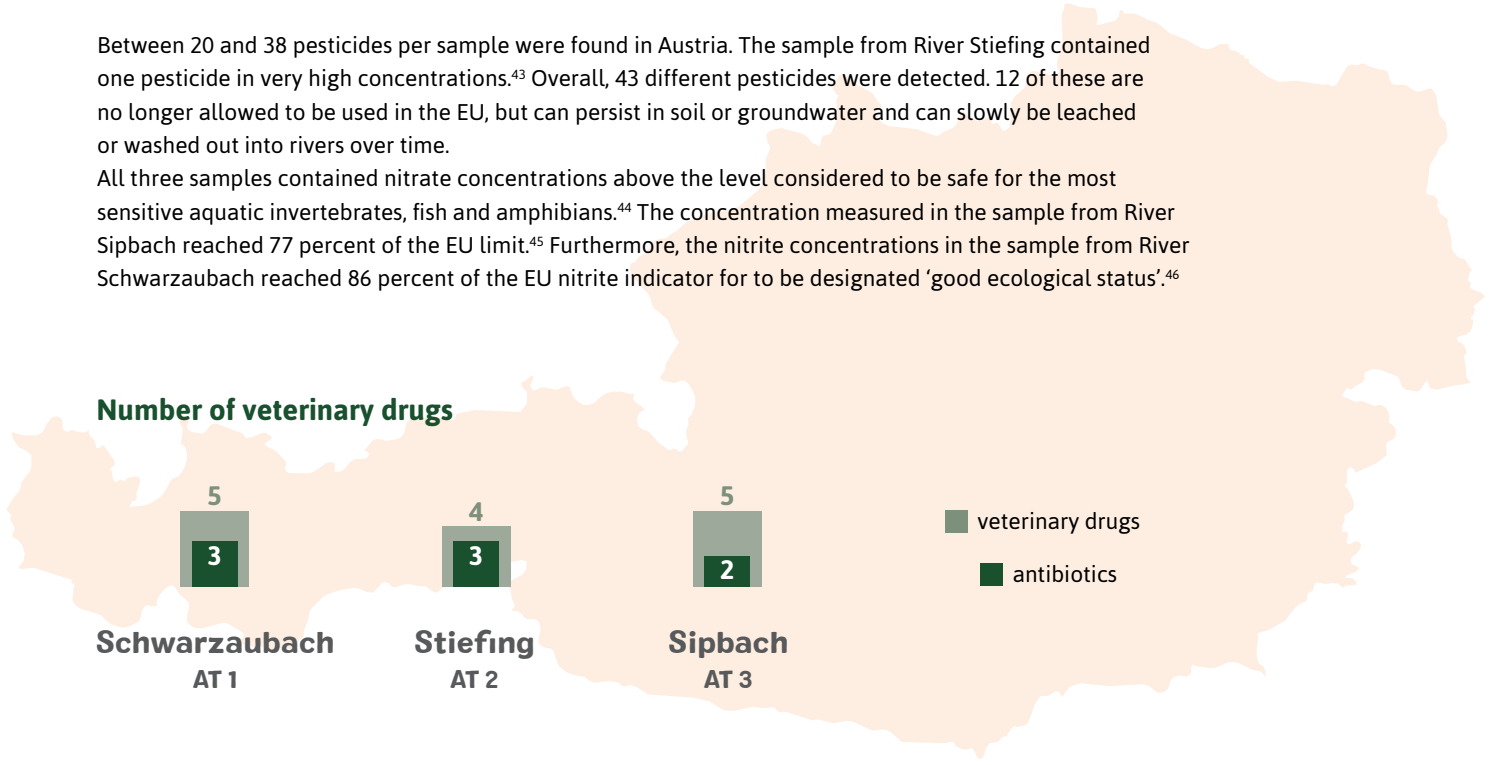 Between 20 and 38 pesticides per sample were found in Austria. The sample from River Stiefing contained
one pesticide in very high concentrations.⁴³ Overall, 43 different pesticides were detected. 12 of these are
no longer allowed to be used in the EU, but can persist in soil or groundwater and can slowly be leached
or washed out into rivers over time.
All three samples contained nitrate concentrations above the level considered to be safe for the most
sensitive aquatic invertebrates, fish and amphibians.⁴⁴ The concentration measured in the sample from River
Sipbach reached 77 percent of the EU limit.⁴⁵ Furthermore, the nitrite concentrations in the sample from River
Schwarzaubach reached 86 percent of the EU nitrite indicator for to be designated ‘good ecological status’.⁴⁶
Number of veterinary drugs
5
3
Schwarzaubach
AT 1
4
3
Stiefing
AT 2
5
2
Sipbach
AT 3
veterinary drugs
antibiotics